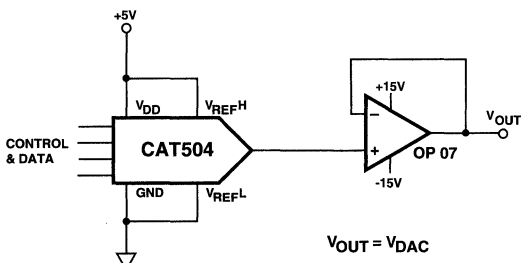 +5V
VDD VREFH
CONTROL
& DATA
CAT504
GND VREFL
+15V
−
+
-15V
OP 07
VOUT
VOUT = VDAC